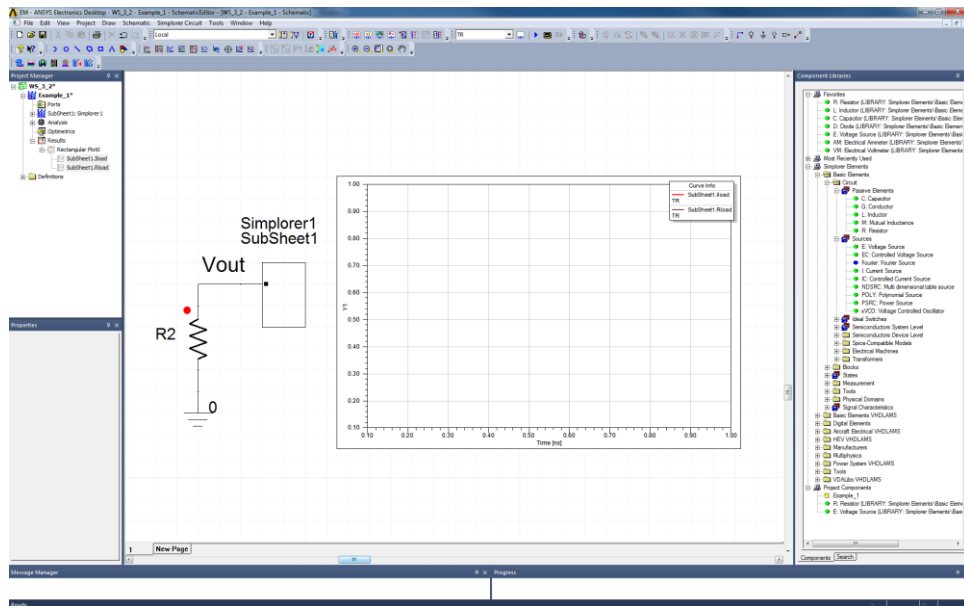 EM - ANSYS Electronics Desktop - WS_3_2 - Example_1 - SchematicEditor - [WS_3_2 - Example_1 - Schematic]
File Edit View Project Draw Schematic Simplorer Circuit Tools Window Help
Local
TR
Project Manager
WS_3_2*
Example_1*
Ports
SubSheet1: Simplorer1
Analysis
Optimetrics
Results
Rectangular Plot0
SubSheet1.Iload
SubSheet1.Rload
Definitions
Properties
Simplorer1
SubSheet1
Vout
R2
0
1.00
0.90
0.80
0.70
0.60
0.50
0.40
0.30
0.20
0.10
Y1
0.10 0.20 0.30 0.40 0.50 0.60 0.70 0.80 0.90 1.00
Time [ns]
Curve Info
SubSheet1.Iload
TR
SubSheet1.Rload
TR
1 New Page
Component Libraries
Favorites
R: Resistor (LIBRARY: Simplorer Elements\Basic Elem
L: Inductor (LIBRARY: Simplorer Elements\Basic Elem
C: Capacitor (LIBRARY: Simplorer Elements\Basic Elem
D: Diode (LIBRARY: Simplorer Elements\Basic Elemen
E: Voltage Source (LIBRARY: Simplorer Elements\Basi
AM: Electrical Ammeter (LIBRARY: Simplorer Elements\
VM: Electrical Voltmeter (LIBRARY: Simplorer Elements
Most Recently Used
Simplorer Elements
Basic Elements
Circuit
Passive Elements
C: Capacitor
G: Conductor
L: Inductor
M: Mutual Inductance
R: Resistor
Sources
E: Voltage Source
EC: Controlled Voltage Source
Fourier: Fourier Source
I: Current Source
IC: Controlled Current Source
NDSRC: Multi dimensional table source
POLY: Polynomial Source
PSRC: Power Source
xVCO: Voltage Controlled Oscillator
Ideal Switches
Semiconductors System Level
Semiconductors Device Level
Spice-Compatible Models
Electrical Machines
Transformers
Blocks
States
Measurement
Tools
Physical Domains
Signal Characteristics
Basic Elements VHDLAMS
Digital Elements
Aircraft Electrical VHDLAMS
HEV VHDLAMS
Manufacturers
Multiphysics
Power System VHDLAMS
Tools
VDALibs VHDLAMS
Project Components
Example_1
R: Resistor (LIBRARY: Simplorer Elements\Basic Elem
E: Voltage Source (LIBRARY: Simplorer Elements\Basi
Components Search
Message Manager
Progress
Ready